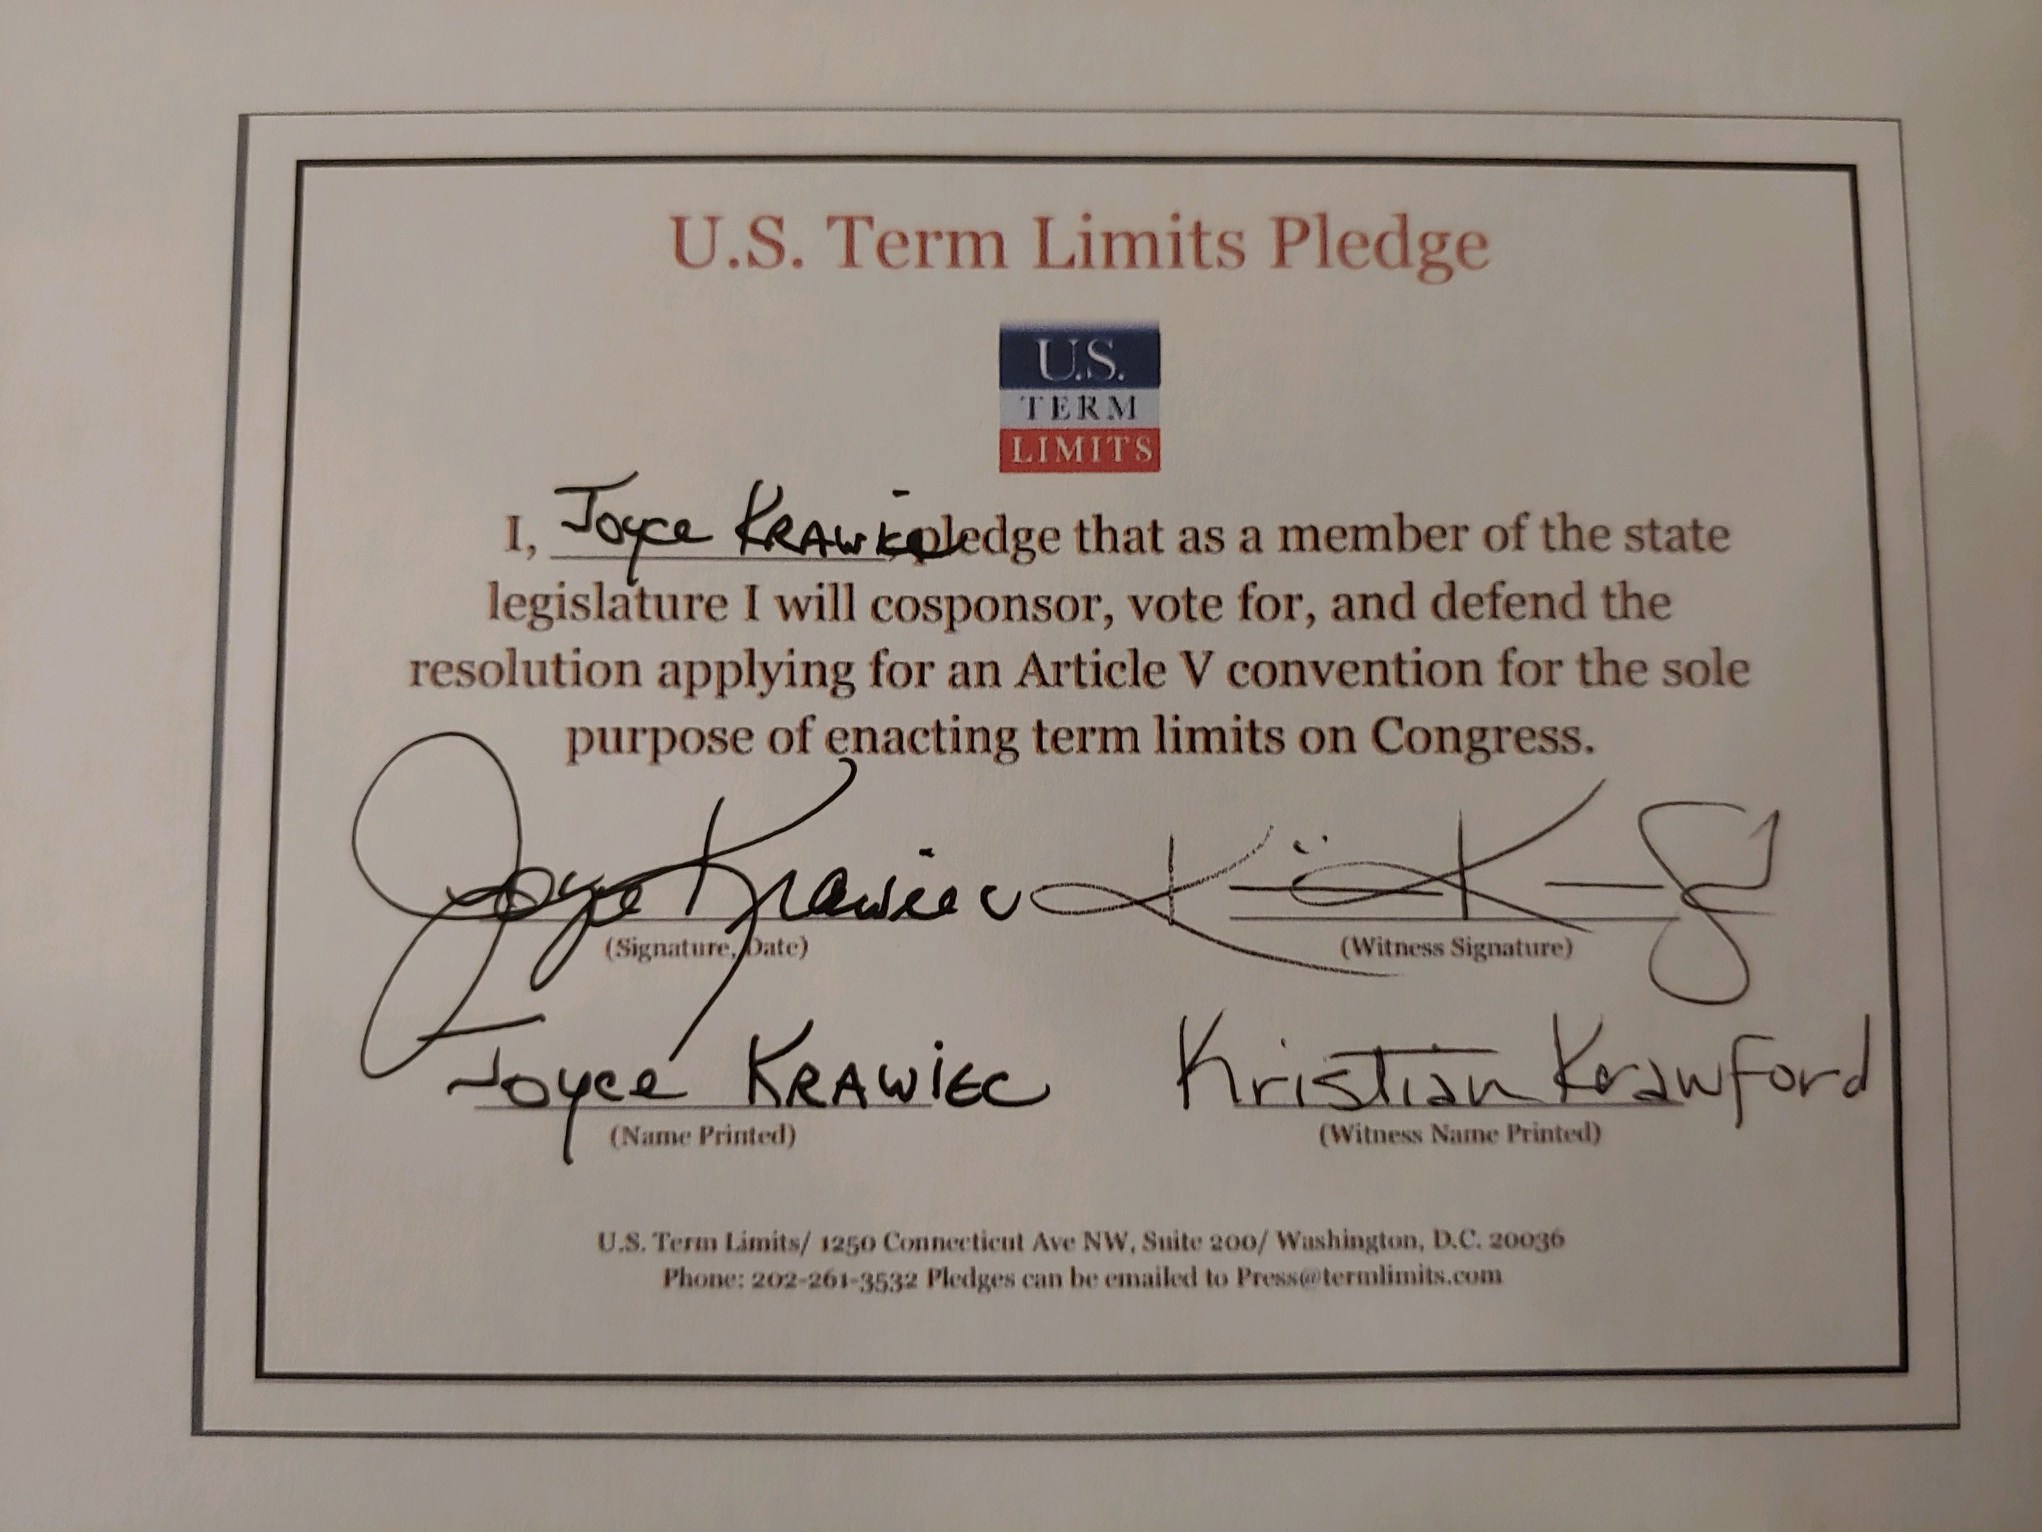 U.S. Term Limits Pledge
U.S.
TERM
LIMITS
I, Joyce KRAWiec pledge that as a member of the state
legislature I will cosponsor, vote for, and defend the
resolution applying for an Article V convention for the sole
purpose of enacting term limits on Congress.
Joyce Krawiec
(Signature, Date) (Witness Signature)
Joyce KRAWiEC Kristian Krawford
(Name Printed) (Witness Name Printed)
U.S. Term Limits/ 1250 Connecticut Ave NW, Suite 200/ Washington, D.C. 20036
Phone: 202-261-3532 Pledges can be emailed to Press@termlimits.com